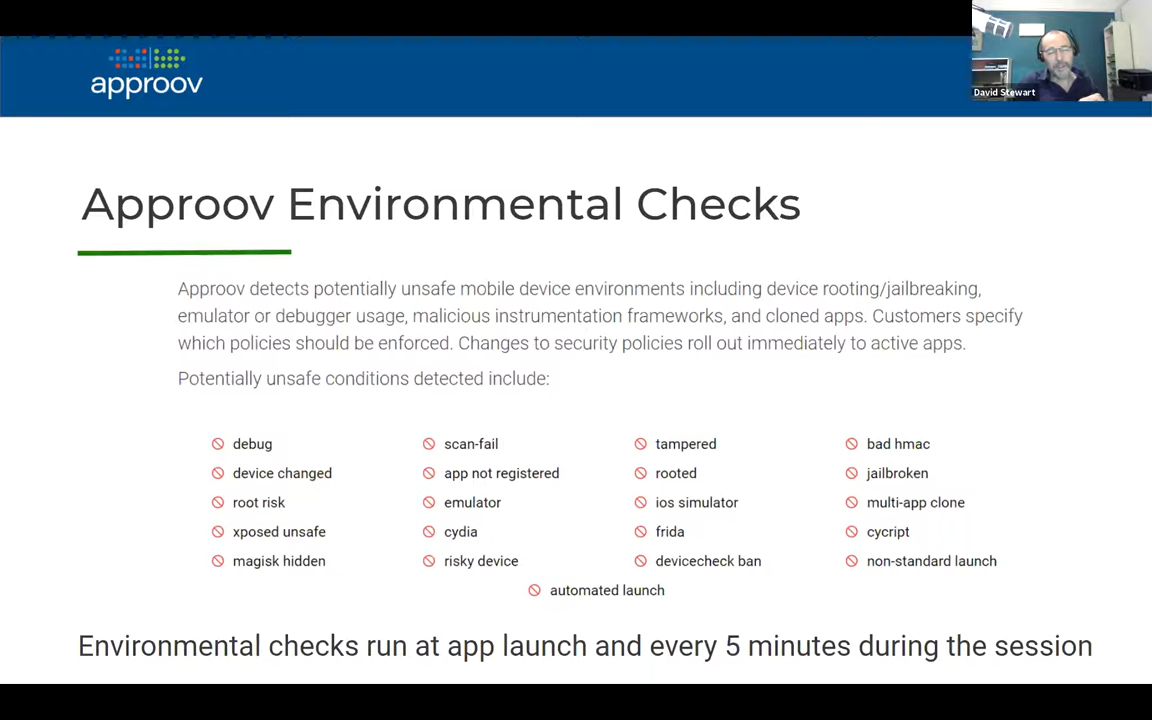 approov
David Stewart
Approov Environmental Checks
Approov detects potentially unsafe mobile device environments including device rooting/jailbreaking,
emulator or debugger usage, malicious instrumentation frameworks, and cloned apps. Customers specify
which policies should be enforced. Changes to security policies roll out immediately to active apps.
Potentially unsafe conditions detected include:
debug scan-fail tampered bad hmac
device changed app not registered rooted jailbroken
root risk emulator ios simulator multi-app clone
xposed unsafe cydia frida cycript
magisk hidden risky device devicecheck ban non-standard launch
automated launch
Environmental checks run at app launch and every 5 minutes during the session